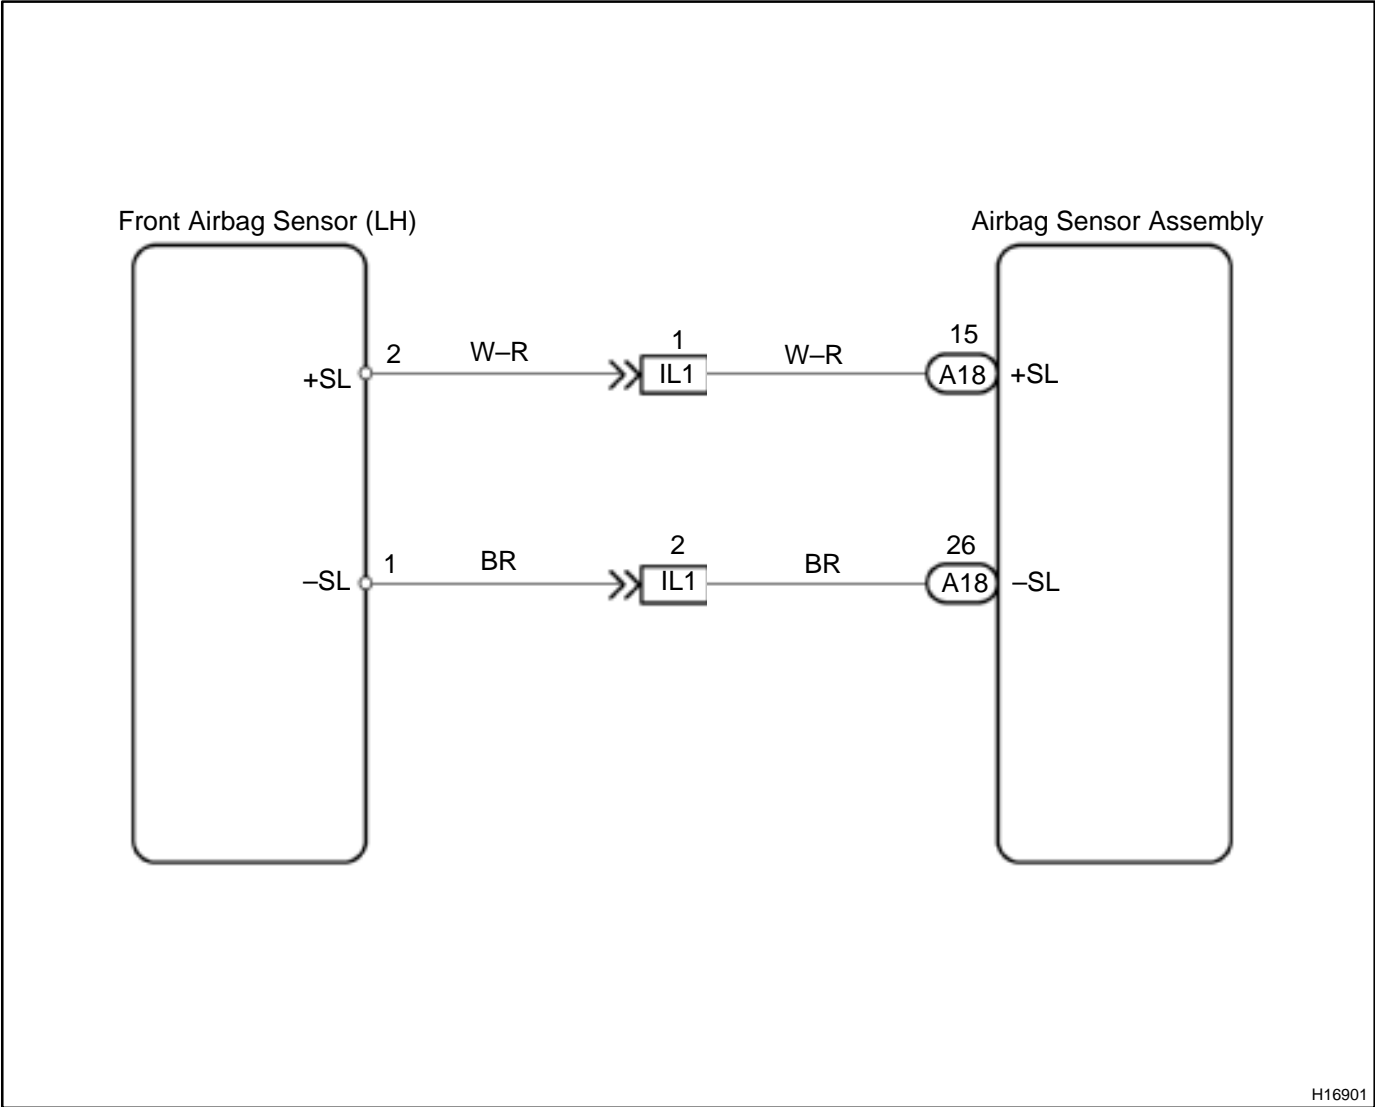 Front Airbag Sensor (LH)
Airbag Sensor Assembly
+SL
2
W–R
1
IL1
W–R
15
A18
+SL
–SL
1
BR
2
IL1
BR
26
A18
–SL
H16901